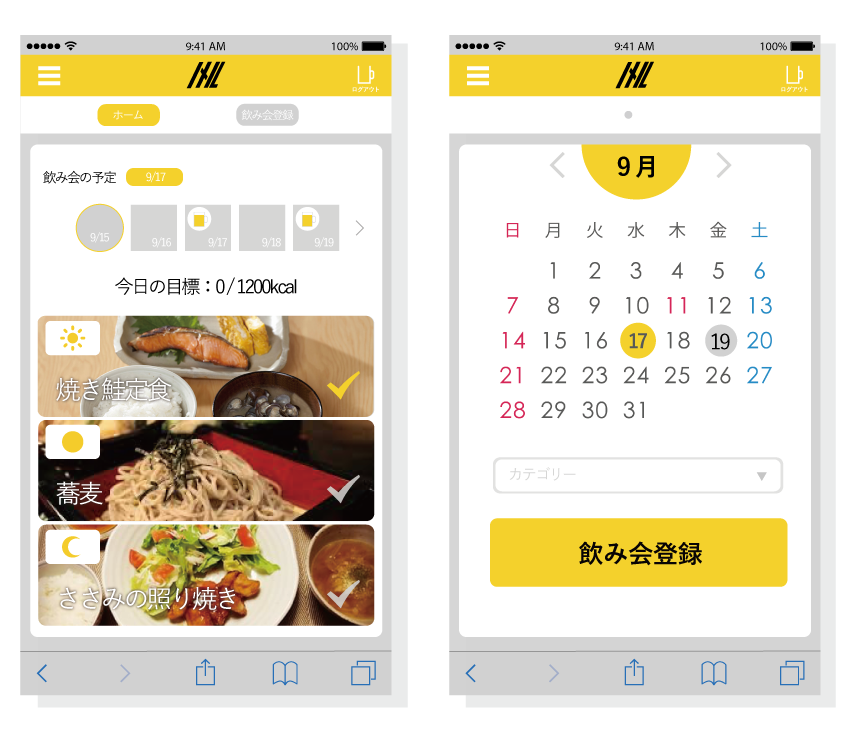 9:41 AM
100%
ログアウト
ホーム
飲み会登録
飲み会の予定
9/17
9/15
9/16
9/17
9/18
9/19
今日の目標：0/1200kcal
焼き鮭定食
蕎麦
ささみの照り焼き
9:41 AM
100%
ログアウト
9月
日 月 火 水 木 金 土
1 2 3 4 5 6
7 8 9 10 11 12 13
14 15 16 17 18 19 20
21 22 23 24 25 26 27
28 29 30 31
カテゴリー
飲み会登録